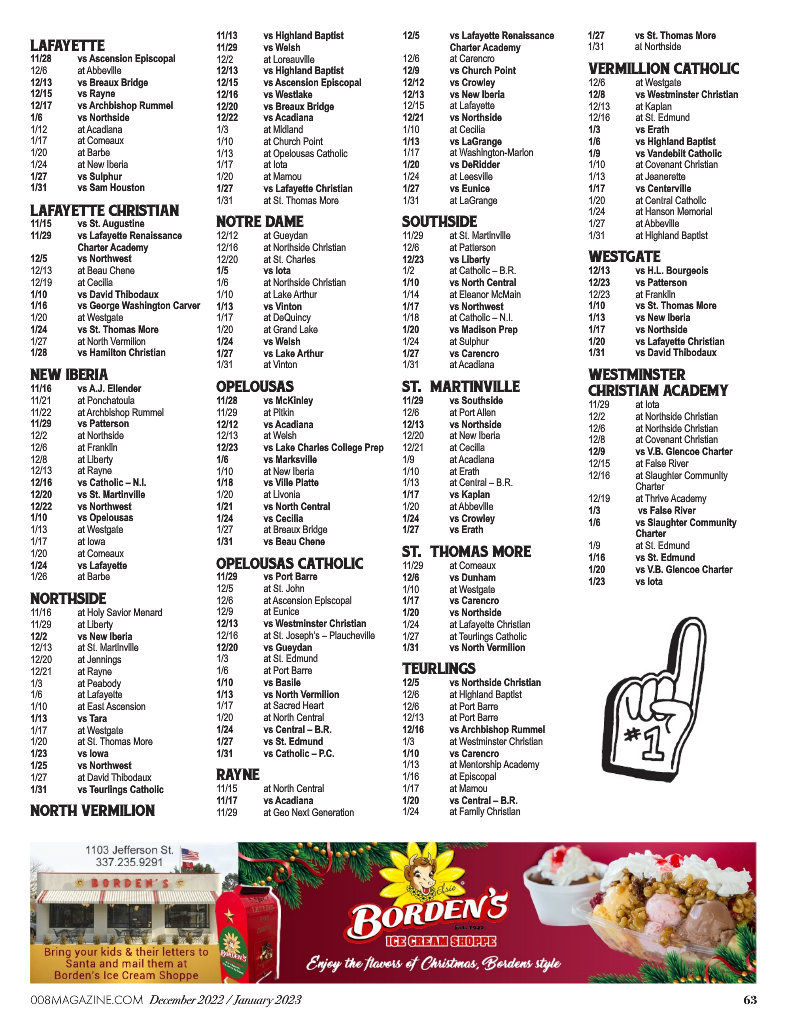 LAFAYETTE
11/28 vs Ascension Episcopal
12/6 at Abbeville
12/13 vs Breaux Bridge
12/15 vs Rayne
12/17 vs Archbishop Rummel
1/6 vs Northside
1/12 at Acadiana
1/17 at Comeaux
1/20 at Barbe
1/24 at New Iberia
1/27 vs Sulphur
1/31 vs Sam Houston
LAFAYETTE CHRISTIAN
11/15 vs St. Augustine
11/29 vs Lafayette Renaissance
Charter Academy
12/5 vs Northwest
12/13 at Beau Chene
12/19 at Cecilia
1/10 vs David Thibodaux
1/16 vs George Washington Carver
1/20 at Westgate
1/24 vs St. Thomas More
1/27 at North Vermilion
1/28 vs Hamilton Christian
NEW IBERIA
11/16 vs A.J. Ellender
11/21 at Ponchatoula
11/22 at Archbishop Rummel
11/29 vs Patterson
12/2 at Northside
12/6 at Franklin
12/8 at Liberty
12/13 at Rayne
12/16 vs Catholic – N.I.
12/20 vs St. Martinville
12/22 vs Northwest
1/10 vs Opelousas
1/13 at Westgate
1/17 at Iowa
1/20 at Comeaux
1/24 vs Lafayette
1/26 at Barbe
NORTHSIDE
11/16 at Holy Savior Menard
11/29 at Liberty
12/2 vs New Iberia
12/13 at St. Martinville
12/20 at Jennings
12/21 at Rayne
1/3 at Peabody
1/6 at Lafayette
1/10 at East Ascension
1/13 vs Tara
1/17 at Westgate
1/20 at St. Thomas More
1/23 vs Iowa
1/25 vs Northwest
1/27 at David Thibodaux
1/31 vs Teurlings Catholic
NORTH VERMILION
11/13 vs Highland Baptist
11/29 vs Welsh
12/2 at Loreauville
12/13 vs Highland Baptist
12/15 vs Ascension Episcopal
12/16 vs Westlake
12/20 vs Breaux Bridge
12/22 vs Acadiana
1/3 at Midland
1/10 at Church Point
1/13 at Opelousas Catholic
1/17 at Iota
1/20 at Mamou
1/27 vs Lafayette Christian
1/31 at St. Thomas More
NOTRE DAME
12/12 at Gueydan
12/16 at Northside Christian
12/20 at St. Charles
1/5 vs Iota
1/6 at Northside Christian
1/10 at Lake Arthur
1/13 vs Vinton
1/17 at DeQuincy
1/20 at Grand Lake
1/24 vs Welsh
1/27 vs Lake Arthur
1/31 at Vinton
OPELOUSAS
11/28 vs McKinley
11/29 at Pitkin
12/12 vs Acadiana
12/13 at Welsh
12/23 vs Lake Charles College Prep
1/6 vs Marksville
1/10 at New Iberia
1/18 vs Ville Platte
1/20 at Livonia
1/21 vs North Central
1/24 vs Cecilia
1/27 at Breaux Bridge
1/31 vs Beau Chene
OPELOUSAS CATHOLIC
11/29 vs Port Barre
12/5 at St. John
12/6 at Ascension Episcopal
12/9 at Eunice
12/13 vs Westminster Christian
12/16 at St. Joseph's – Plaucheville
12/20 vs Gueydan
1/3 at St. Edmund
1/6 at Port Barre
1/10 vs Basile
1/13 vs North Vermilion
1/17 at Sacred Heart
1/20 at North Central
1/24 vs Central – B.R.
1/27 vs St. Edmund
1/31 vs Catholic – P.C.
RAYNE
11/15 at North Central
11/17 vs Acadiana
11/29 at Geo Next Generation
12/5 vs Lafayette Renaissance
Charter Academy
12/6 at Carencro
12/9 vs Church Point
12/12 vs Crowley
12/13 vs New Iberia
12/15 at Lafayette
12/21 vs Northside
1/10 at Cecilia
1/13 vs LaGrange
1/17 at Washington-Marion
1/20 vs DeRidder
1/24 at Leesville
1/27 vs Eunice
1/31 at LaGrange
SOUTHSIDE
11/29 at St. Martinville
12/6 at Patterson
12/23 vs Liberty
1/2 at Catholic – B.R.
1/10 vs North Central
1/14 at Eleanor McMain
1/17 vs Northwest
1/18 at Catholic – N.I.
1/20 vs Madison Prep
1/24 at Sulphur
1/27 vs Carencro
1/31 at Acadiana
ST. MARTINVILLE
11/29 vs Southside
12/6 at Port Allen
12/13 vs Northside
12/20 at New Iberia
12/21 at Cecilia
1/9 at Acadiana
1/10 at Erath
1/13 at Central – B.R.
1/17 vs Kaplan
1/20 at Abbeville
1/24 vs Crowley
1/27 vs Erath
ST. THOMAS MORE
11/29 at Comeaux
12/6 vs Dunham
1/10 at Westgate
1/17 vs Carencro
1/20 vs Northside
1/24 at Lafayette Christian
1/27 at Teurlings Catholic
1/31 vs North Vermilion
TEURLINGS
12/5 vs Northside Christian
12/6 at Highland Baptist
12/6 at Port Barre
12/13 at Port Barre
12/16 vs Archbishop Rummel
1/3 at Westminster Christian
1/10 vs Carencro
1/13 at Mentorship Academy
1/16 at Episcopal
1/17 at Mamou
1/20 vs Central – B.R.
1/24 at Family Christian
1/27 vs St. Thomas More
1/31 at Northside
VERMILLION CATHOLIC
12/6 at Westgate
12/8 vs Westminster Christian
12/13 at Kaplan
12/16 at St. Edmund
1/3 vs Erath
1/6 vs Highland Baptist
1/9 vs Vandebilt Catholic
1/10 at Covenant Christian
1/13 at Jeanerette
1/17 vs Centerville
1/20 at Central Catholic
1/24 at Hanson Memorial
1/27 at Abbeville
1/31 at Highland Baptist
WESTGATE
12/13 vs H.L. Bourgeois
12/23 vs Patterson
12/23 at Franklin
1/10 vs St. Thomas More
1/13 vs New Iberia
1/17 vs Northside
1/20 vs Lafayette Christian
1/31 vs David Thibodaux
WESTMINSTER
CHRISTIAN ACADEMY
11/29 at Iota
12/2 at Northside Christian
12/6 at Northside Christian
12/8 at Covenant Christian
12/9 vs V.B. Glencoe Charter
12/15 at False River
12/16 at Slaughter Community
Charter
12/19 at Thrive Academy
1/3 vs False River
1/6 vs Slaughter Community
Charter
1/9 at St. Edmund
1/16 vs St. Edmund
1/20 vs V.B. Glencoe Charter
1/23 vs Iota
#1
1103 Jefferson St.
337.235.9291
BORDEN'S
Bring your kids & their letters to
Santa and mail them at
Borden's Ice Cream Shoppe
BORDEN'S
Elsie
BORDEN'S
ICE CREAM SHOPPE
Enjoy the flavors of Christmas, Bordens style
008MAGAZINE.COM December 2022 / January 2023
63